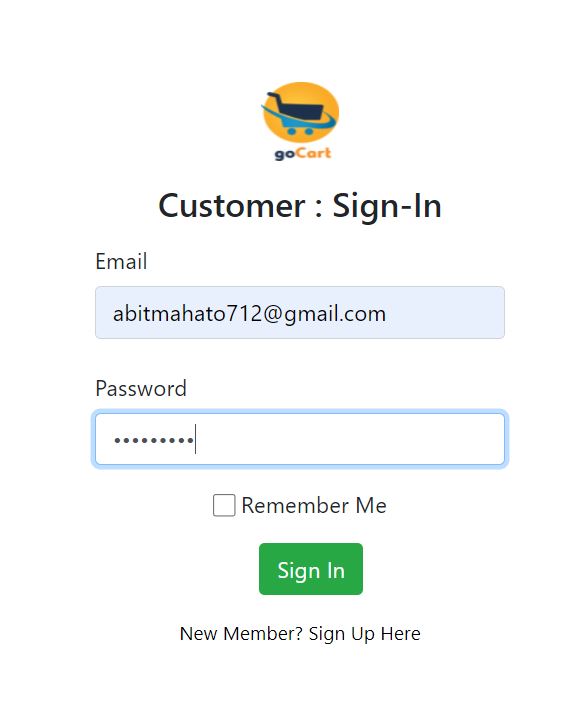 goCart
Customer : Sign-In
Email
abitmahato712@gmail.com
Password
•••••••••
Remember Me
Sign In
New Member? Sign Up Here